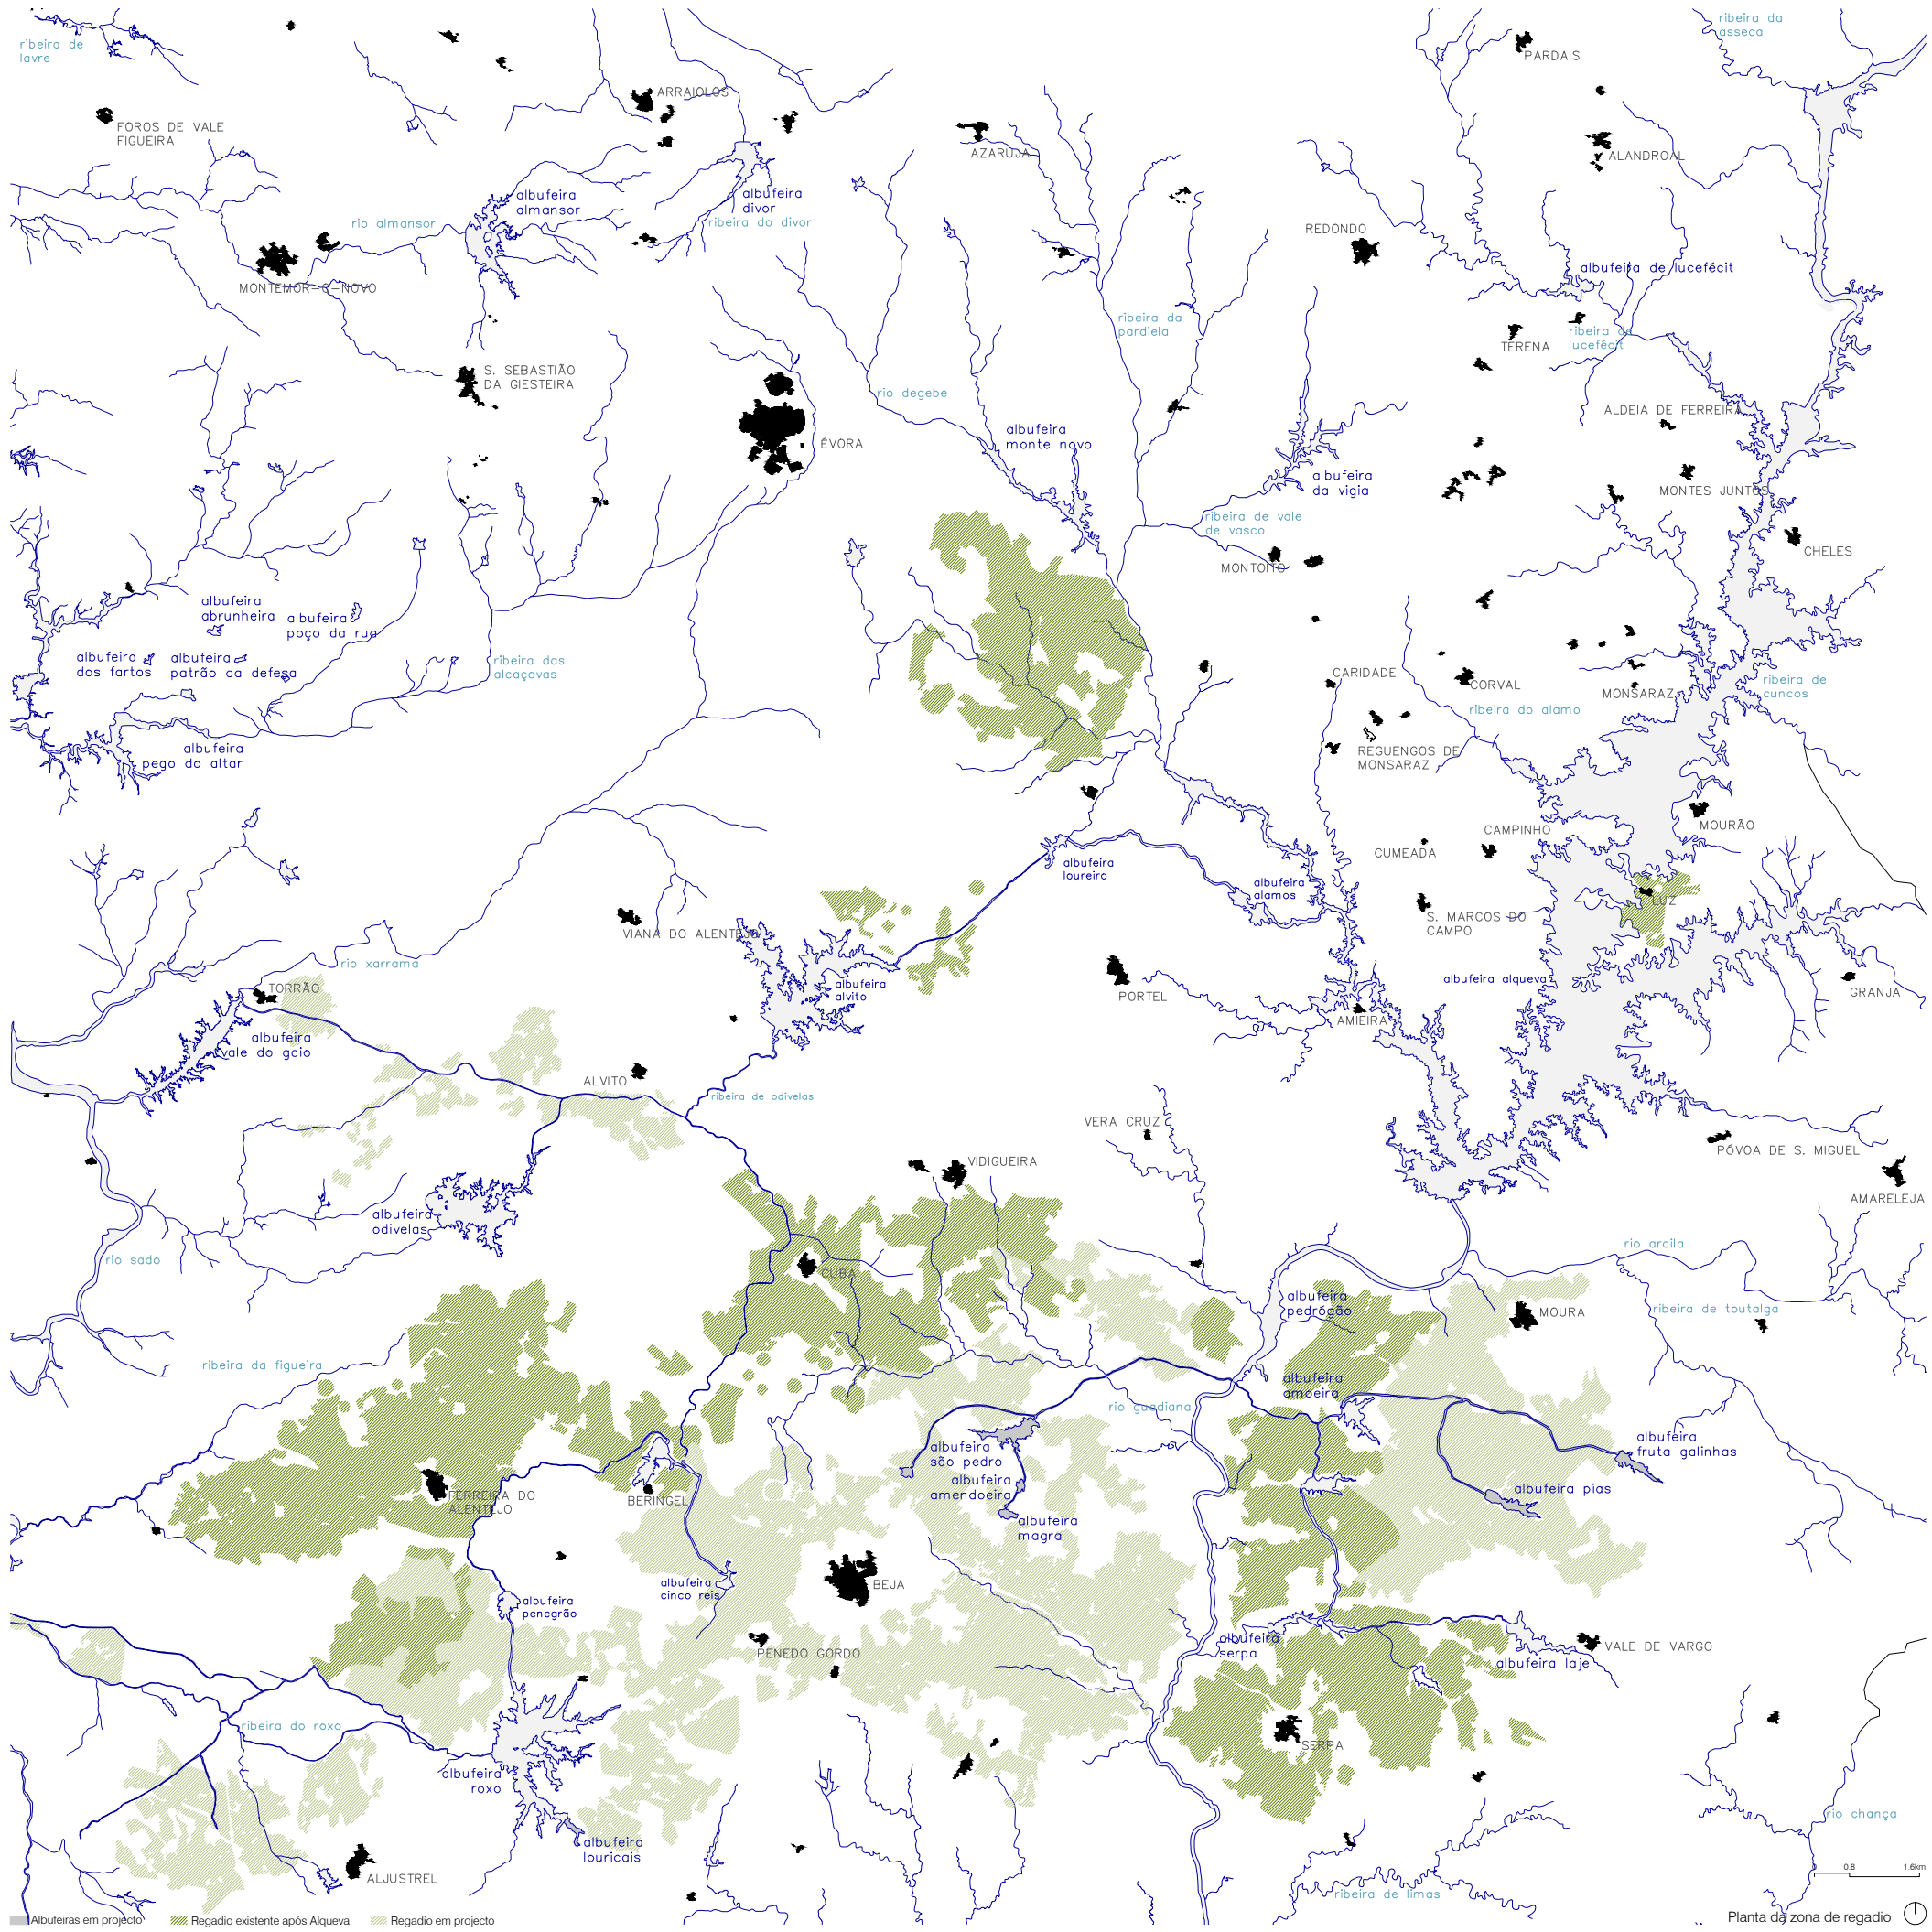 ribeira de
lavre
ribeira da
asseca
PARDAIS
ARRAIOLOS
FOROS DE VALE
FIGUEIRA
AZARUJA
ALANDROAL
albufeira
almansor
albufeira
divor
rio almansor
ribeira do divor
REDONDO
albufeira de lucefécit
MONTEMOR-O-NOVO
ribeira da
pardiela
ribeira de
lucefécit
TERENA
S. SEBASTIÃO
DA GIESTEIRA
rio degebe
ALDEIA DE FERREIRA
ÉVORA
albufeira
monte novo
albufeira
da vigia
MONTES JUNTOS
ribeira de vale
de vasco
CHELES
MONTOITO
albufeira
abrunheira
albufeira
poço da rua
albufeira
dos fartos
albufeira
patrão da defesa
ribeira das
alcaçovas
CARIDADE
CORVAL
MONSARAZ
ribeira de
cuncos
ribeira do alamo
albufeira
pego do altar
REGUENGOS DE
MONSARAZ
MOURÃO
CAMPINHO
CUMEADA
albufeira
loureiro
albufeira
alamos
LUZ
S. MARCOS DO
CAMPO
VIANA DO ALENTEJO
rio xarrama
TORRÃO
albufeira
alvito
PORTEL
albufeira alqueva
GRANJA
AMIEIRA
albufeira
vale do gaio
ALVITO
ribeira de odivelas
VERA CRUZ
PÓVOA DE S. MIGUEL
VIDIGUEIRA
AMARELEJA
albufeira
odivelas
rio sado
rio ardila
CUBA
albufeira
pedrógão
MOURA
ribeira de toutalga
ribeira da figueira
albufeira
amoeira
rio guadiana
albufeira
são pedro
albufeira
fruta galinhas
albufeira
amendoeira
albufeira pias
FERREIRA DO
ALENTEJO
BERINGEL
albufeira
magra
albufeira
cinco reis
BEJA
albufeira
penegrão
albufeira
serpa
VALE DE VARGO
PENEDO GORDO
albufeira laje
ribeira do roxo
SERPA
albufeira
roxo
rio chança
albufeira
louricais
ALJUSTREL
ribeira de limas
0 0.8 1.6km
Albufeiras em projecto
Regadio existente após Alqueva
Regadio em projecto
Planta da zona de regadio